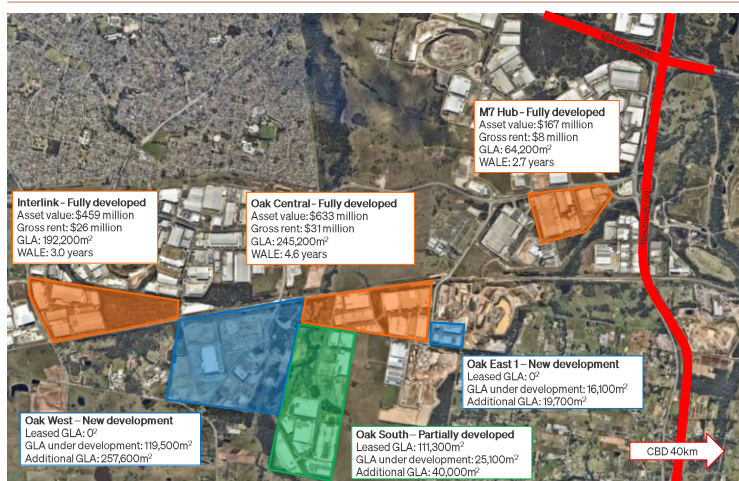 M7 Hub – Fully developed
Asset value: $167 million
Gross rent: $8 million
GLA: 64,200m²
WALE: 2.7 years
Interlink – Fully developed
Asset value: $459 million
Gross rent: $26 million
GLA: 192,200m²
WALE: 3.0 years
Oak Central – Fully developed
Asset value: $633 million
Gross rent: $31 million
GLA: 245,200m²
WALE: 4.6 years
Oak East 1 – New development
Leased GLA: 0²
GLA under development: 16,100m²
Additional GLA: 19,700m²
Oak West – New development
Leased GLA: 0²
GLA under development: 119,500m²
Additional GLA: 257,600m²
Oak South – Partially developed
Leased GLA: 111,300m²
GLA under development: 25,100m²
Additional GLA: 40,000m²
CBD 40km